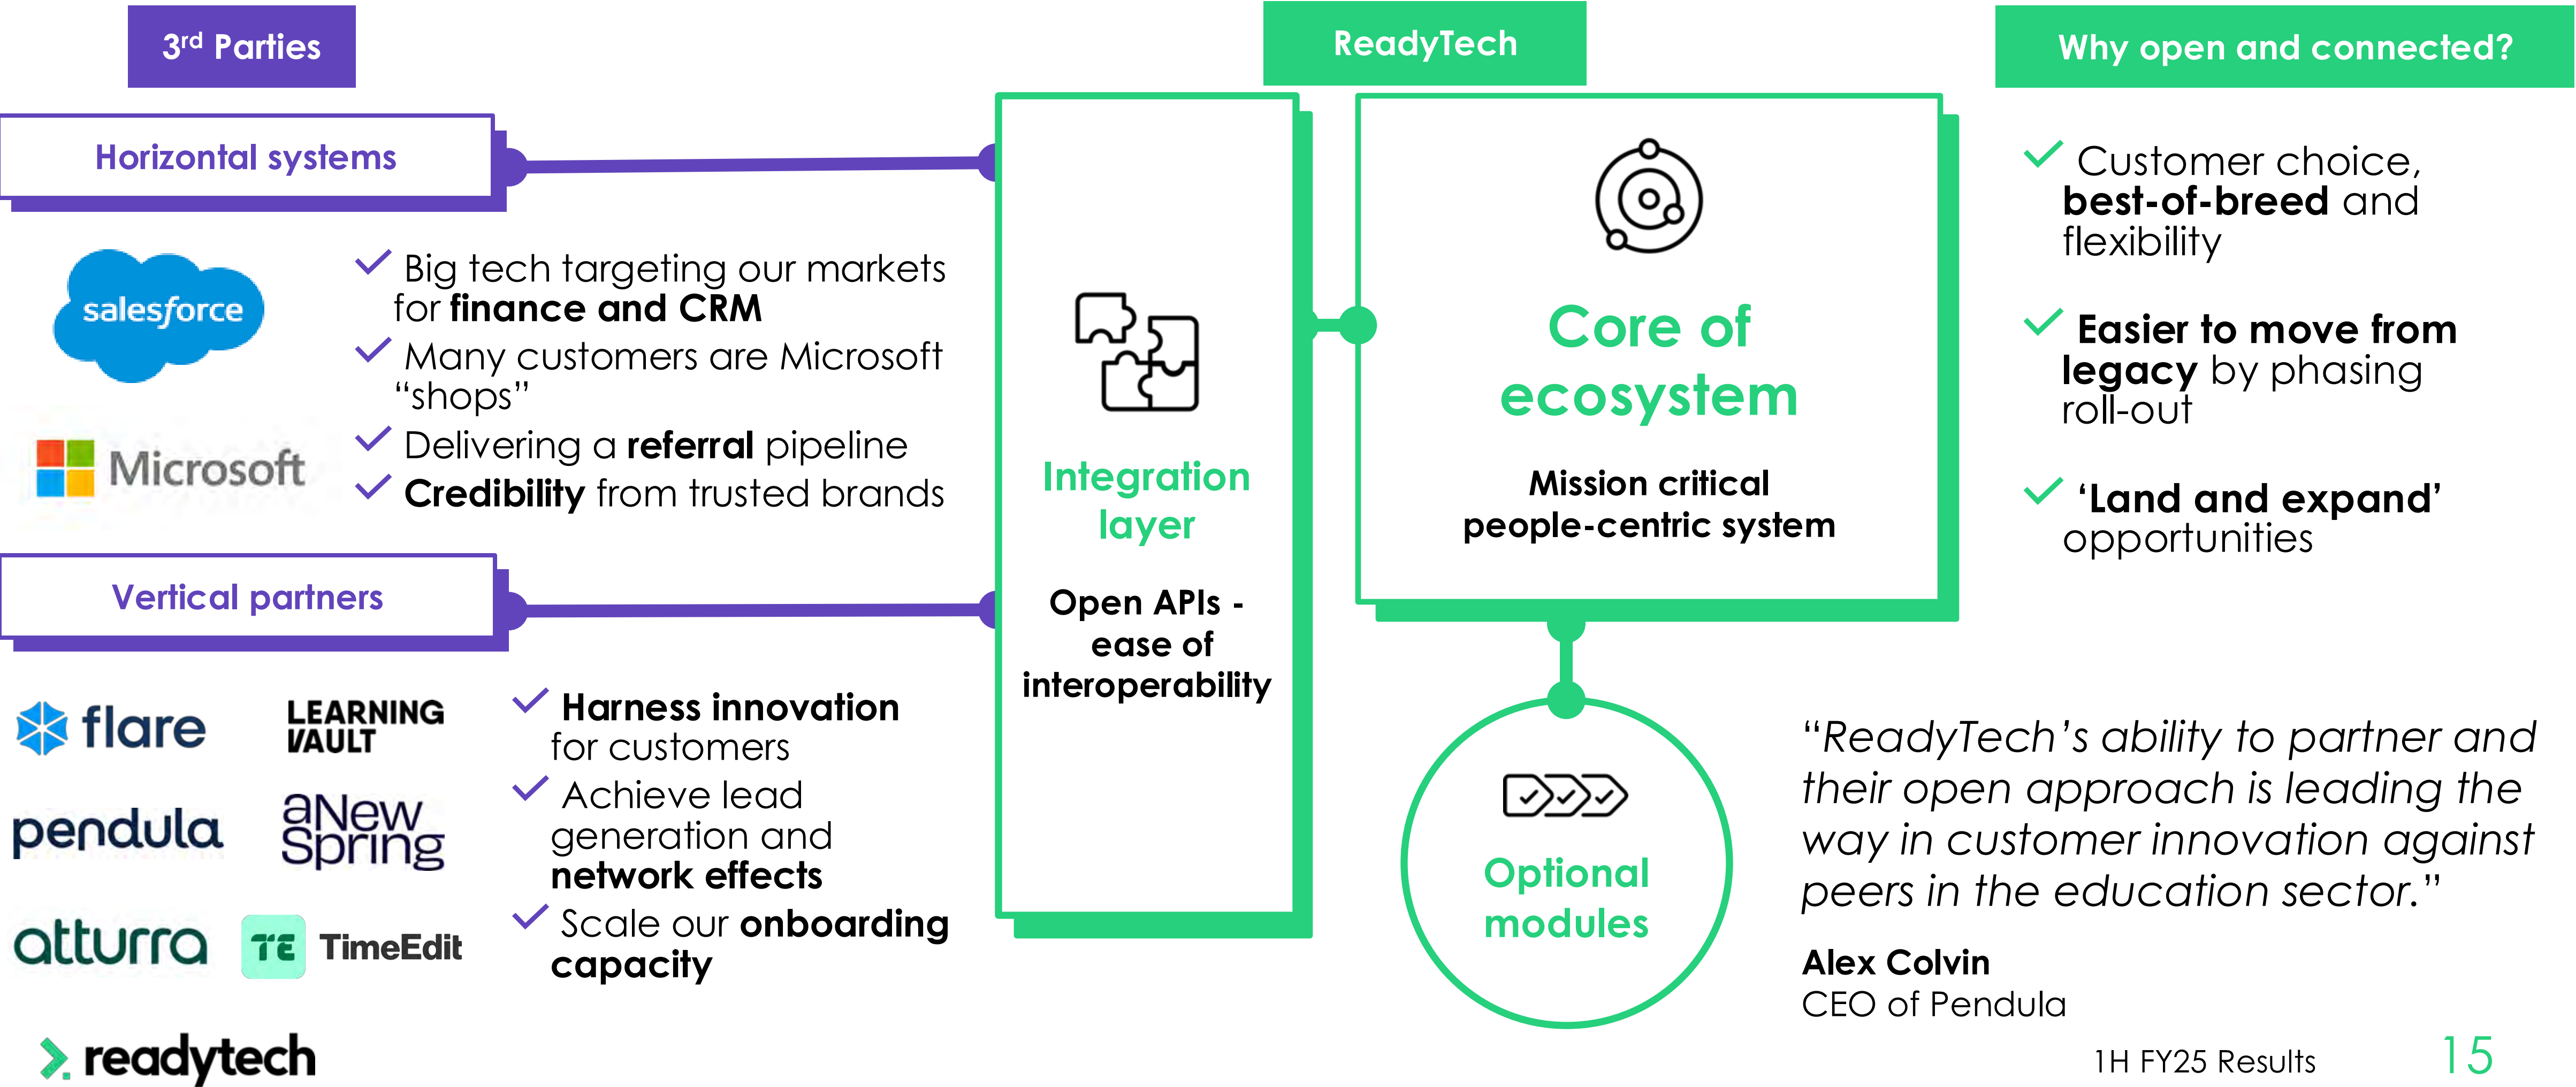 3rd Parties
Horizontal systems
salesforce
Microsoft
Big tech targeting our markets
for finance and CRM
Many customers are Microsoft
“shops”
Delivering a referral pipeline
Credibility from trusted brands
Vertical partners
flare
LEARNING
VAULT
pendula
aNew
Spring
atturra
TE TimeEdit
Harness innovation
for customers
Achieve lead
generation and
network effects
Scale our onboarding
capacity
ReadyTech
Integration
layer
Open APIs -
ease of
interoperability
Core of
ecosystem
Mission critical
people-centric system
Optional
modules
Why open and connected?
Customer choice,
best-of-breed and
flexibility
Easier to move from
legacy by phasing
roll-out
‘Land and expand’
opportunities
“ReadyTech’s ability to partner and
their open approach is leading the
way in customer innovation against
peers in the education sector.”
Alex Colvin
CEO of Pendula
readytech
1H FY25 Results
15